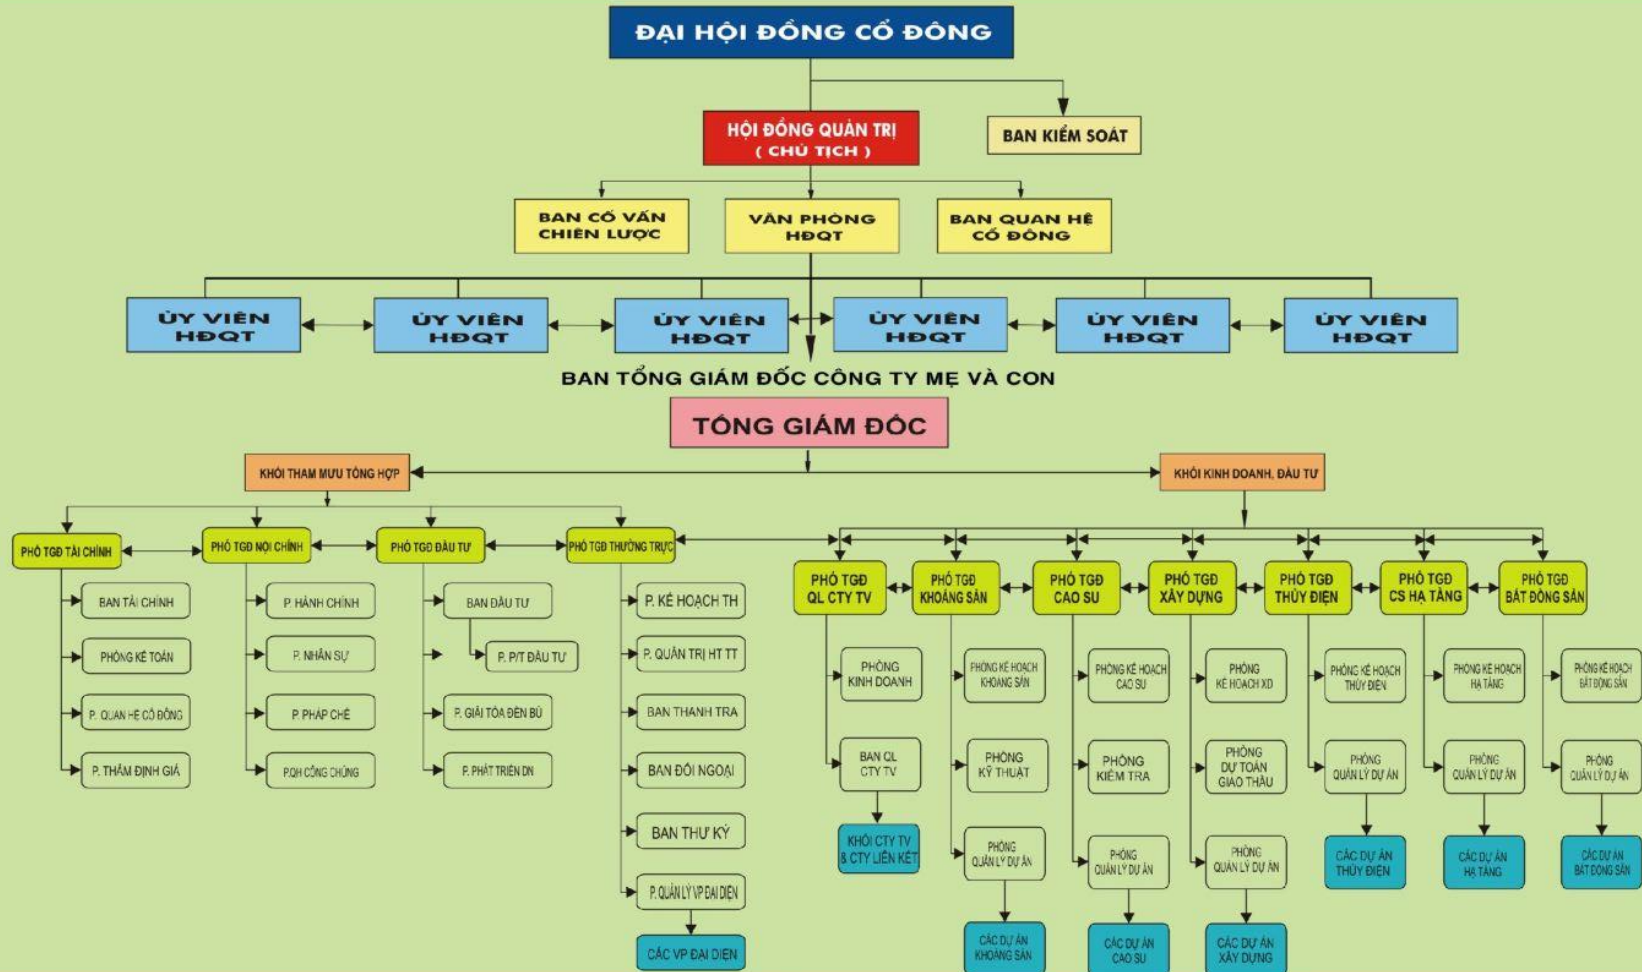 ĐẠI HỘI ĐỒNG CỔ ĐÔNG
HỘI ĐỒNG QUẢN TRỊ
( CHỦ TỊCH )
BAN KIỂM SOÁT
BAN CỐ VẤN
CHIẾN LƯỢC
VĂN PHÒNG
HĐQT
BAN QUAN HỆ
CỔ ĐÔNG
ỦY VIÊN
HĐQT
ỦY VIÊN
HĐQT
ỦY VIÊN
HĐQT
ỦY VIÊN
HĐQT
ỦY VIÊN
HĐQT
ỦY VIÊN
HĐQT
BAN TỔNG GIÁM ĐỐC CÔNG TY MẸ VÀ CON
TỔNG GIÁM ĐỐC
KHỐI THAM MƯU TỔNG HỢP
KHỐI KINH DOANH, ĐẦU TƯ
PHÓ TGĐ TÀI CHÍNH
PHÓ TGĐ NỘI CHÍNH
PHÓ TGĐ ĐẦU TƯ
PHÓ TGĐ THƯỜNG TRỰC
PHÓ TGĐ
QL CTY TV
PHÓ TGĐ
KHOÁNG SẢN
PHÓ TGĐ
CAO SU
PHÓ TGĐ
XÂY DỰNG
PHÓ TGĐ
THỦY ĐIỆN
PHÓ TGĐ
CS HẠ TẦNG
PHÓ TGĐ
BẤT ĐỘNG SẢN
BAN TÀI CHÍNH
PHÒNG KẾ TOÁN
P. QUAN HỆ CỔ ĐÔNG
P. THẨM ĐỊNH GIÁ
P. HÀNH CHÍNH
P. NHÂN SỰ
P. PHÁP CHẾ
P.QH CÔNG CHÚNG
BAN ĐẦU TƯ
P. P/T ĐẦU TƯ
P. GIẢI TỎA ĐỀN BÙ
P. PHÁT TRIỂN DN
P. KẾ HOẠCH TH
P. QUẢN TRỊ HT TT
BAN THANH TRA
BAN ĐỐI NGOẠI
BAN THƯ KÝ
P. QUẢN LÝ VP ĐẠI DIỆN
CÁC VP ĐẠI DIỆN
PHÒNG
KINH DOANH
BAN QL
CTY TV
KHỐI CTY TV
& CTY LIÊN KẾT
PHÒNG KẾ HOẠCH
KHOÁNG SẢN
PHÒNG
KỸ THUẬT
PHÒNG
QUẢN LÝ DỰ ÁN
CÁC DỰ ÁN
KHOÁNG SẢN
PHÒNG KẾ HOẠCH
CAO SU
PHÒNG
KIỂM TRA
PHÒNG
QUẢN LÝ DỰ ÁN
CÁC DỰ ÁN
CAO SU
PHÒNG
KẾ HOẠCH XD
PHÒNG
DỰ TOÁN
GIAO THẦU
PHÒNG
QUẢN LÝ DỰ ÁN
CÁC DỰ ÁN
XÂY DỰNG
PHÒNG KẾ HOẠCH
THỦY ĐIỆN
PHÒNG
QUẢN LÝ DỰ ÁN
CÁC DỰ ÁN
THỦY ĐIỆN
PHÒNG KẾ HOẠCH
HẠ TẦNG
PHÒNG
QUẢN LÝ DỰ ÁN
CÁC DỰ ÁN
HẠ TẦNG
PHÒNG KẾ HOẠCH
BẤT ĐỘNG SẢN
PHÒNG
QUẢN LÝ DỰ ÁN
CÁC DỰ ÁN
BẤT ĐỘNG SẢN